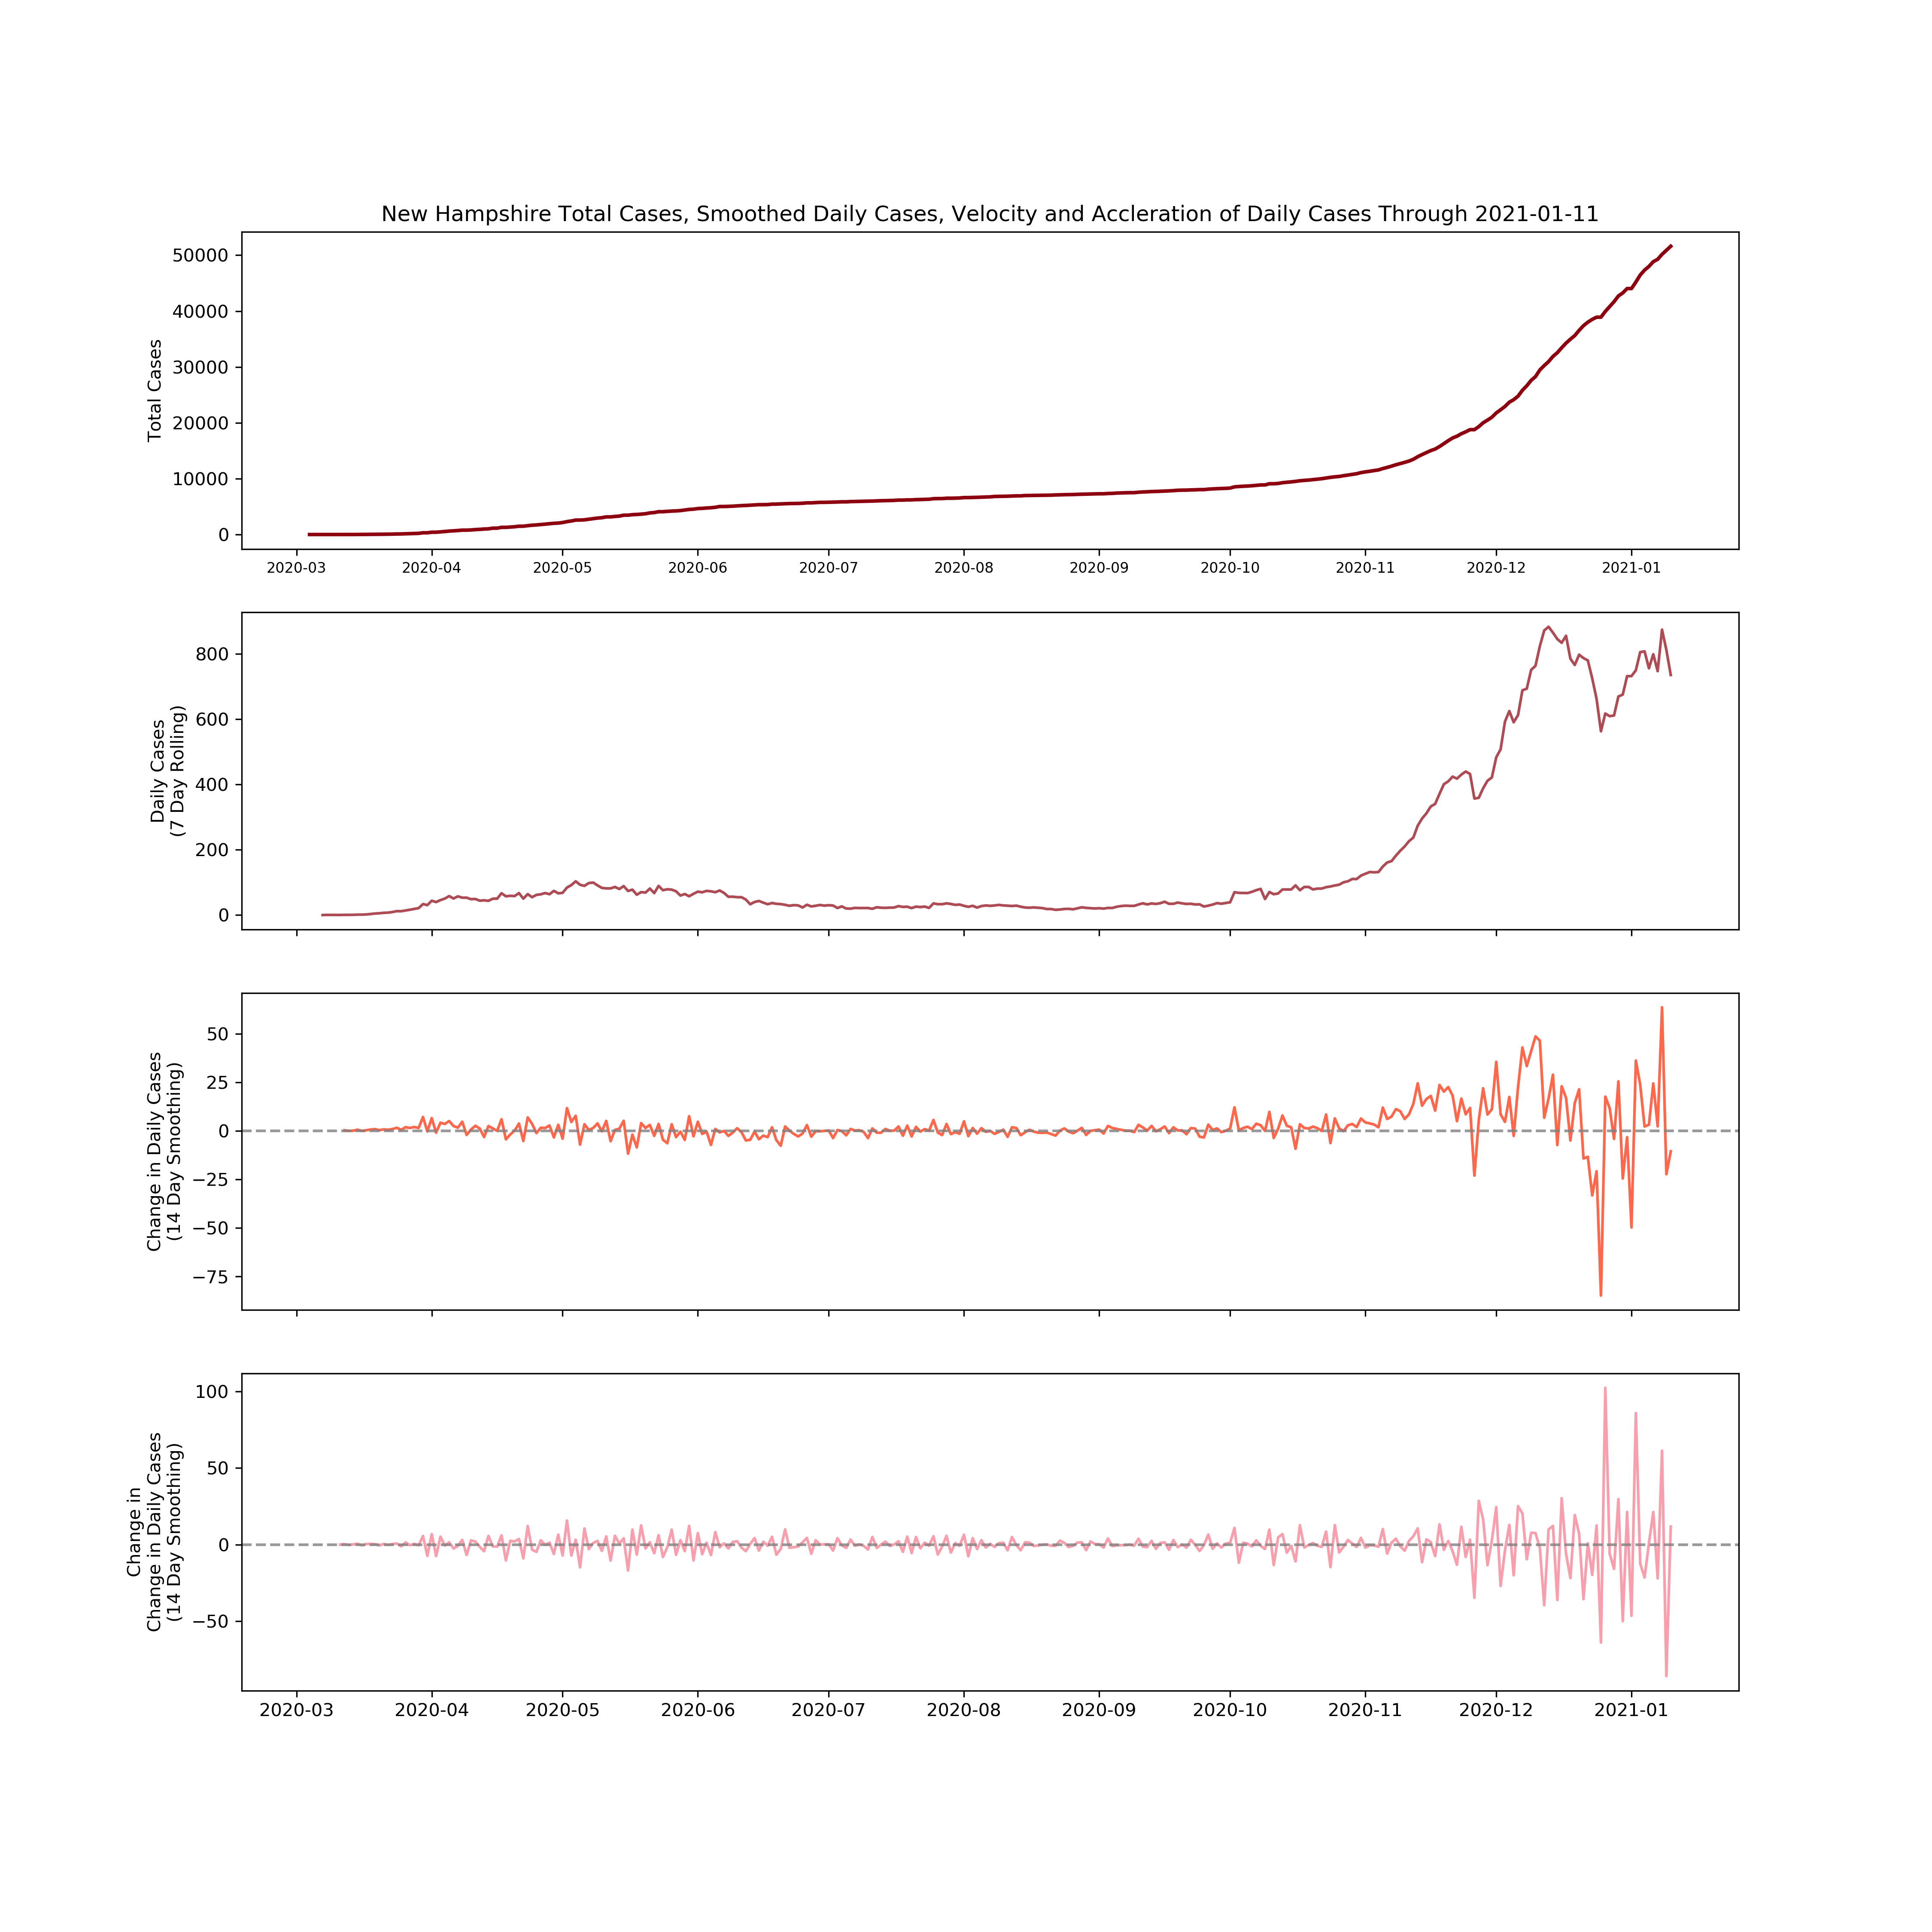 New Hampshire Total Cases, Smoothed Daily Cases, Velocity and Accleration of Daily Cases Through 2021-01-11
Total Cases
50000
40000
30000
20000
10000
0
2020-03 2020-04 2020-05 2020-06 2020-07 2020-08 2020-09 2020-10 2020-11 2020-12 2021-01
Daily Cases
(7 Day Rolling)
800
600
400
200
0
Change in Daily Cases
(14 Day Smoothing)
50
25
0
−25
−50
−75
Change in
Change in Daily Cases
(14 Day Smoothing)
100
50
0
−50
2020-03 2020-04 2020-05 2020-06 2020-07 2020-08 2020-09 2020-10 2020-11 2020-12 2021-01